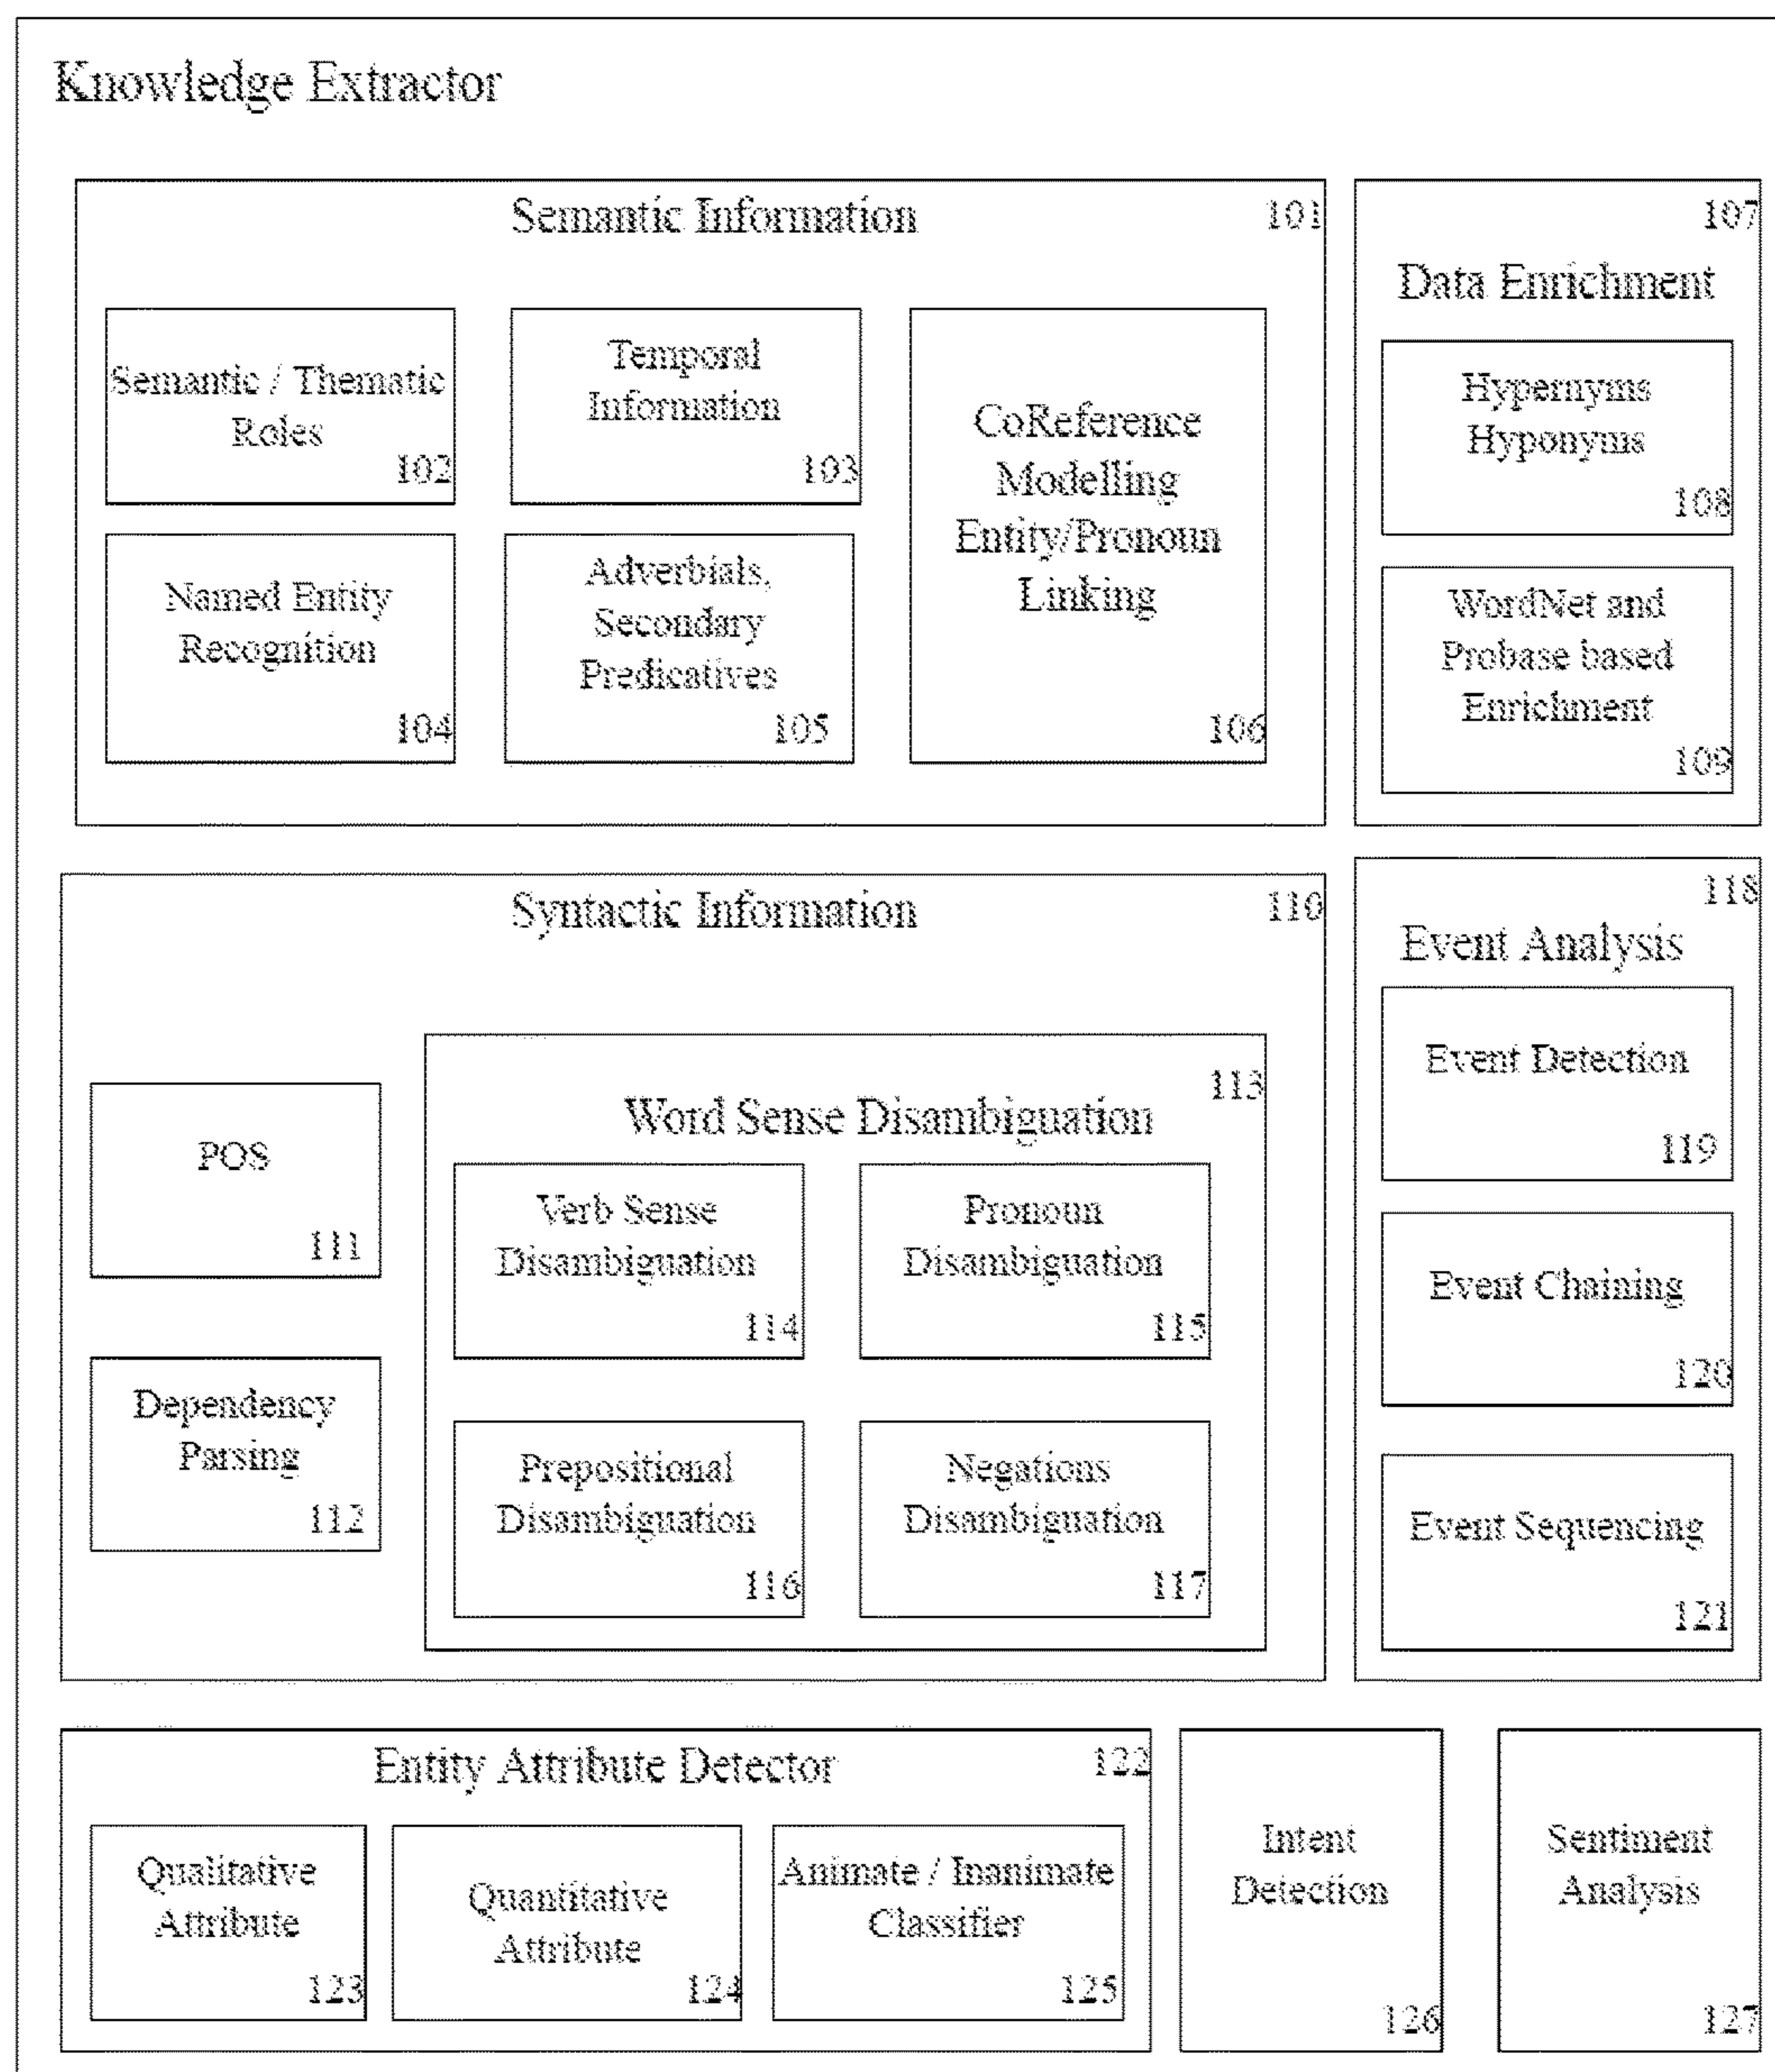 Knowledge Extractor
Semantic Information
101
Semantic / Thematic
Roles
102
Temporal
Information
103
CoReference
Modelling
Entity/Pronoun
Linking
106
Named Entity
Recognition
104
Adverbials,
Secondary
Predicatives
105
107
Data Enrichment
Hypernyms
Hyponyms
108
WordNet and
Probase based
Enrichment
109
Syntactic Information
110
POS
111
Dependency
Parsing
112
113
Word Sense Disambiguation
Verb Sense
Disambiguation
114
Pronoun
Disambiguation
115
Prepositional
Disambiguation
116
Negations
Disambiguation
117
118
Event Analysis
Event Detection
119
Event Chaining
120
Event Sequencing
121
Entity Attribute Detector
122
Qualitative
Attribute
123
Quantitative
Attribute
124
Animate / Inanimate
Classifier
125
Intent
Detection
126
Sentiment
Analysis
127